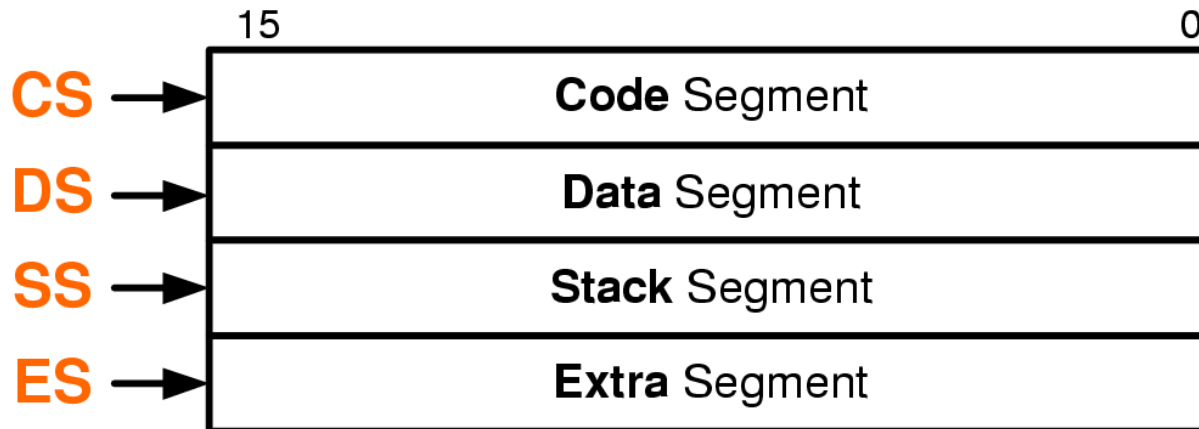 15 0
CS Code Segment
DS Data Segment
SS Stack Segment
ES Extra Segment